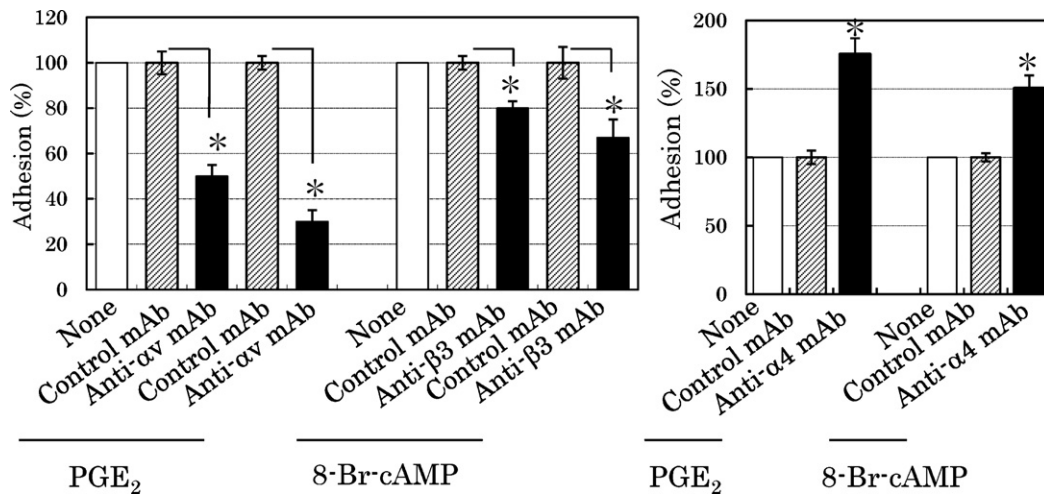 120
100
80
60
40
20
0
Adhesion (%)
*
*
*
*
None
Control mAb
Anti-αv mAb
Control mAb
Anti-αv mAb
None
Control mAb
Anti-β3 mAb
Control mAb
Anti-β3 mAb
PGE₂
8-Br-cAMP
200
150
100
50
0
Adhesion (%)
*
*
None
Control mAb
Anti-α4 mAb
None
Control mAb
Anti-α4 mAb
PGE₂
8-Br-cAMP